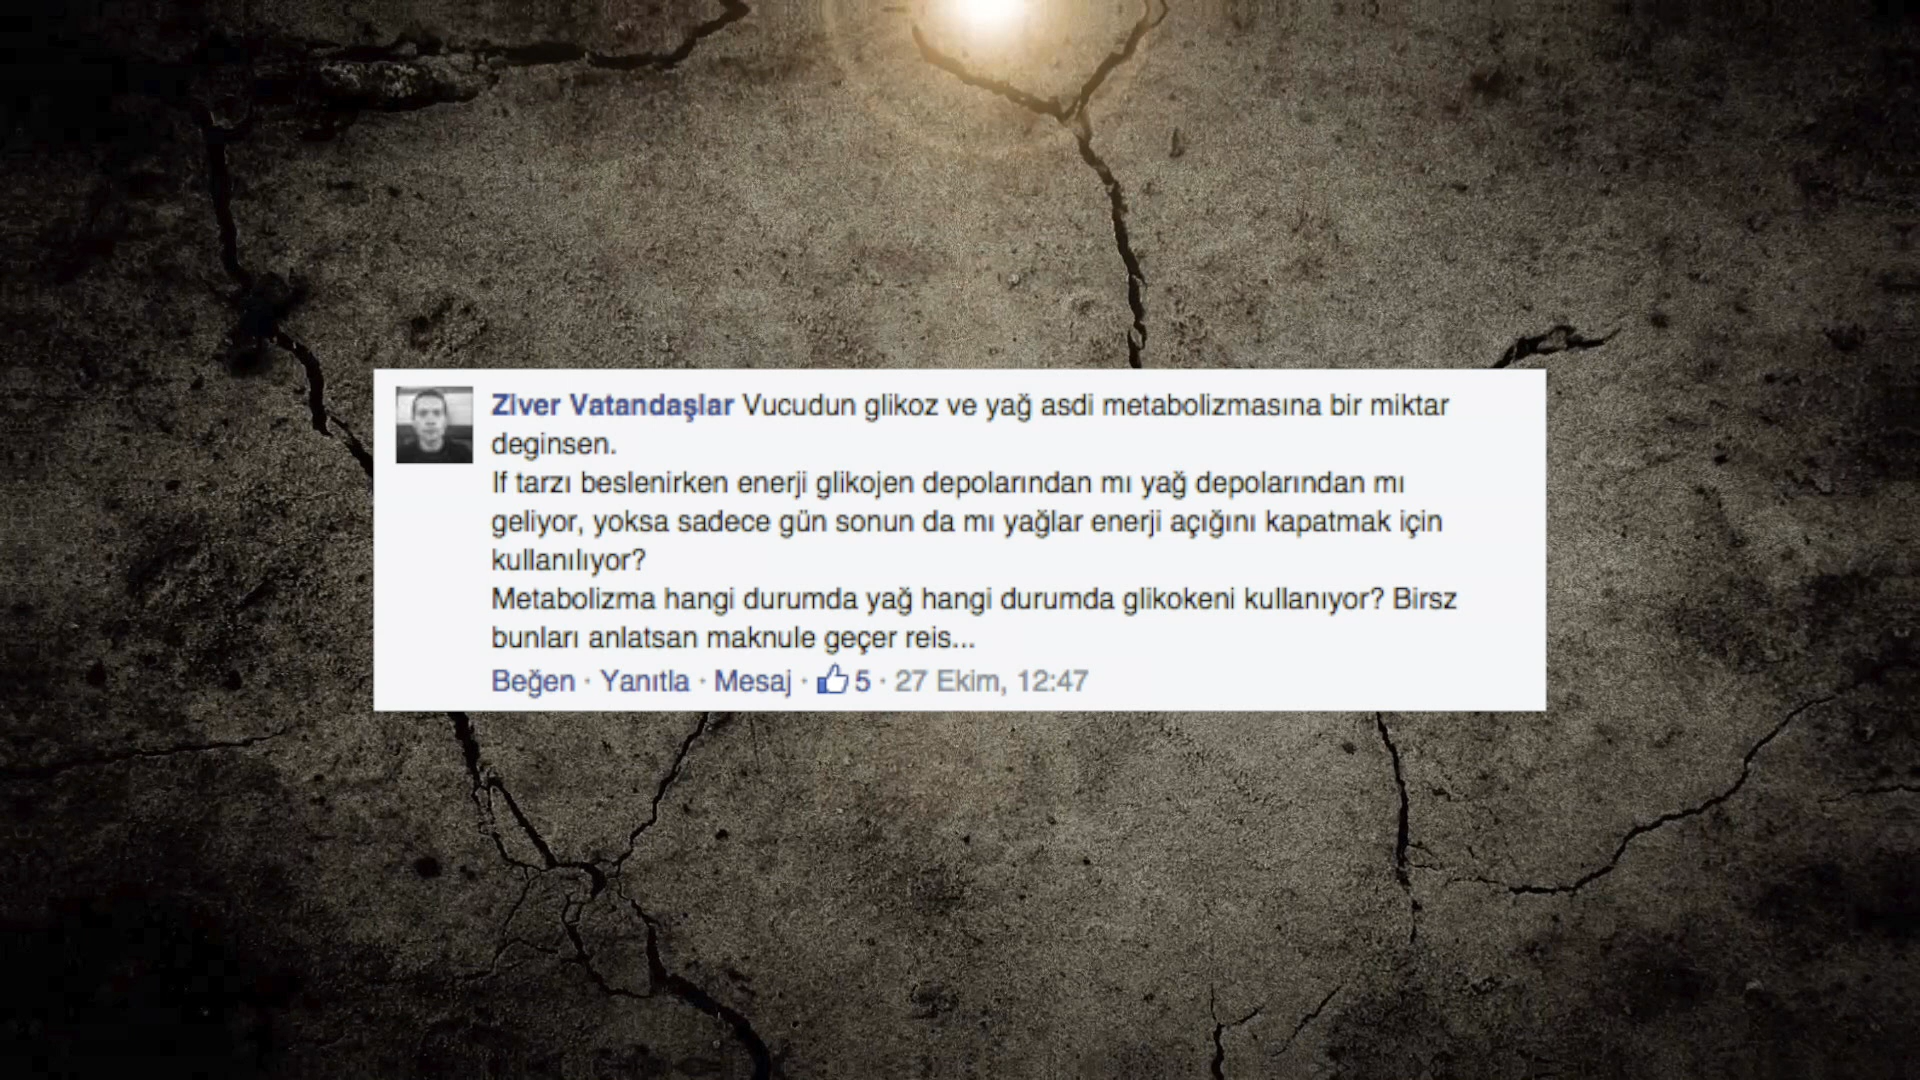 Ziver Vatandaşlar Vucudun glikoz ve yağ asdi metabolizmasına bir miktar
deginsen.
If tarzı beslenirken enerji glikojen depolarından mı yağ depolarından mı
geliyor, yoksa sadece gün sonun da mı yağlar enerji açığını kapatmak için
kullanılıyor?
Metabolizma hangi durumda yağ hangi durumda glikokeni kullanıyor? Birsz
bunları anlatsan maknule geçer reis...
Beğen · Yanıtla · Mesaj · 5 · 27 Ekim, 12:47